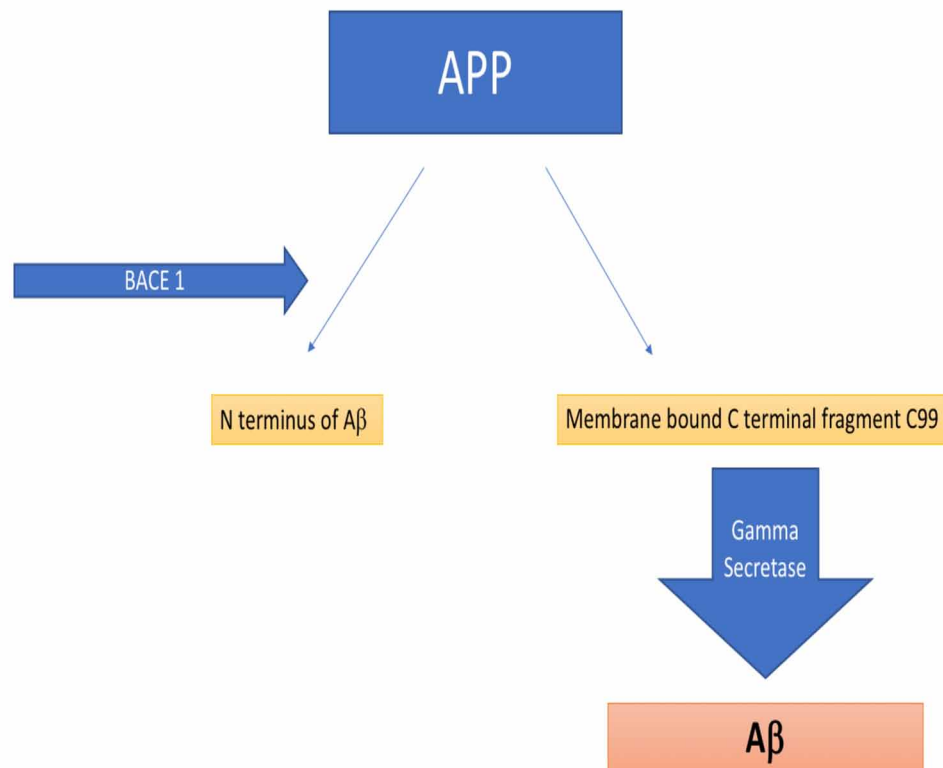 APP
BACE 1
N terminus of Aβ
Membrane bound C terminal fragment C99
Gamma
Secretase
Aβ